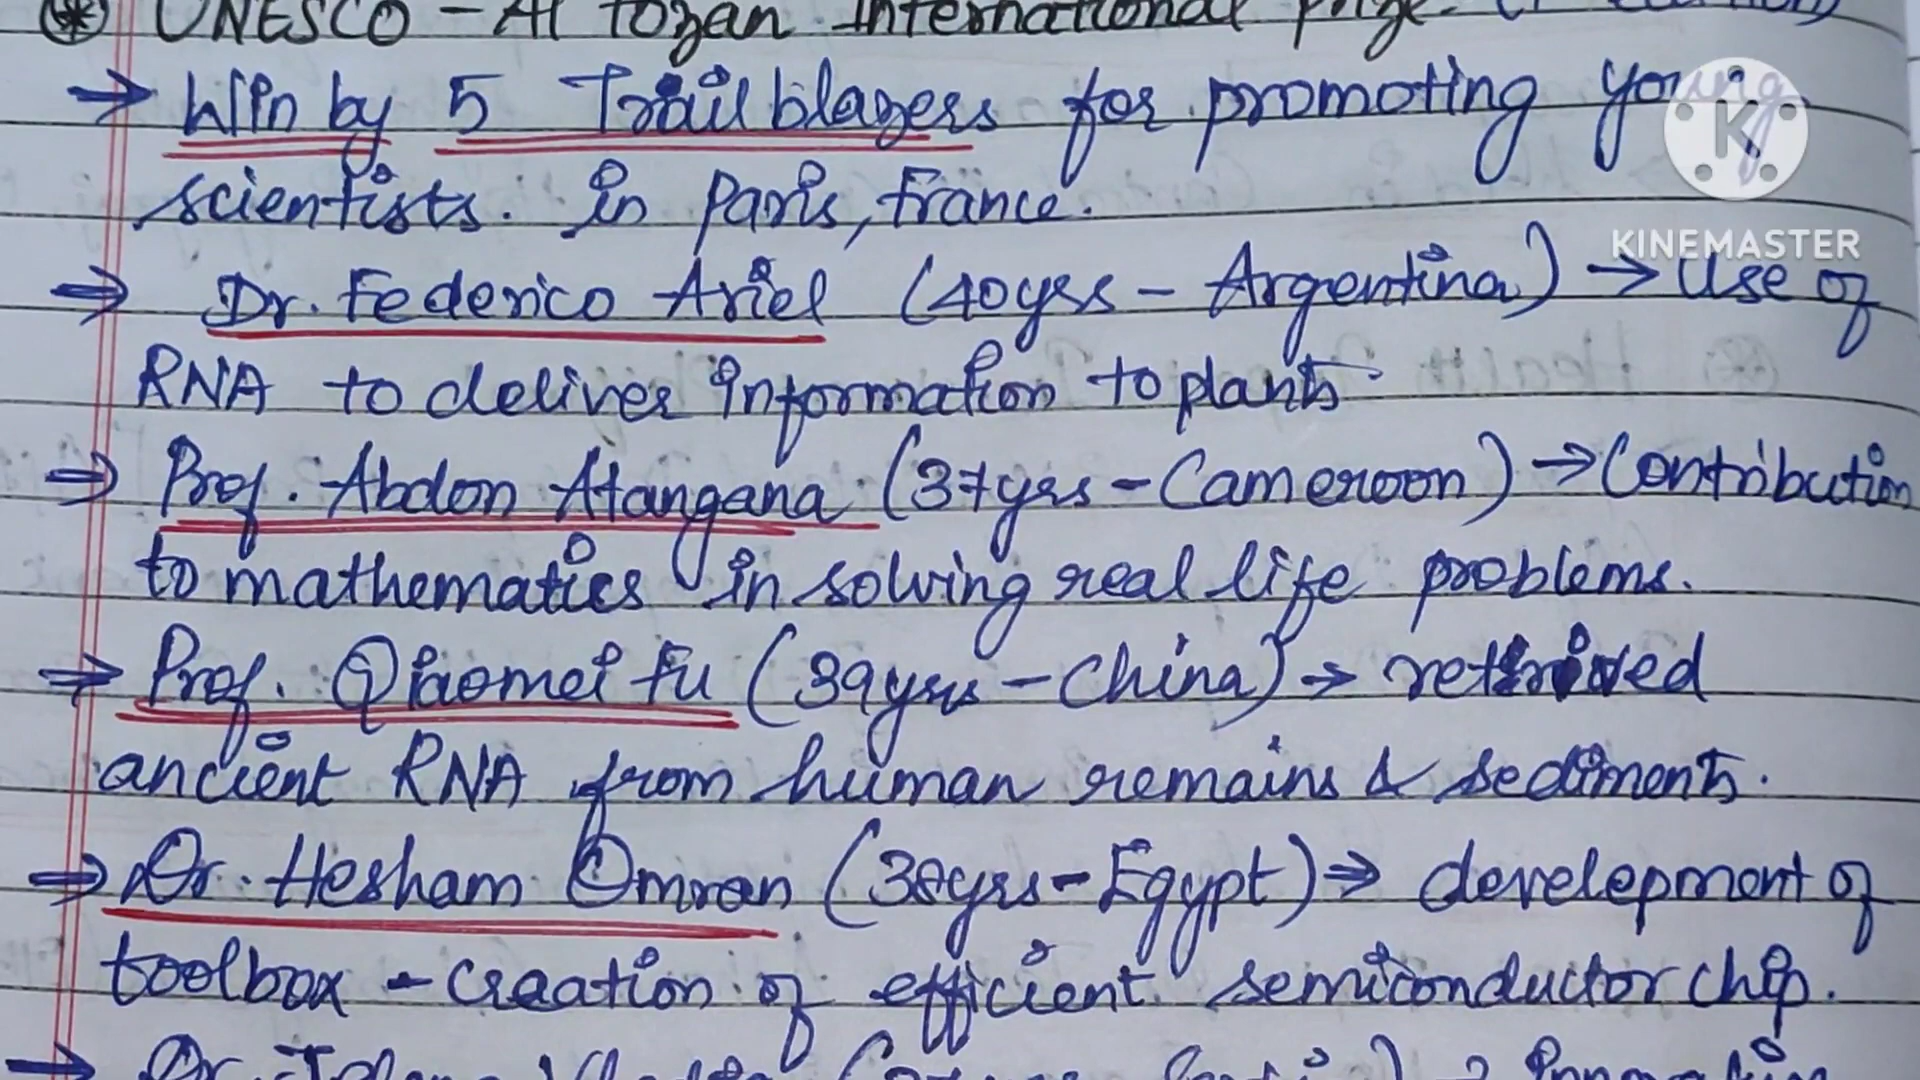 UNESCO - Al Fozan International prize.
→ Win by 5 Trailblazers for promoting young
scientists. in Paris, France.
KINEMASTER
→ Dr. Federico Ariel (40yrs - Argentina) → Use of
RNA to deliver information to plants.
→ Prof. Abdon Atangana (37yrs - Cameroon) → Contribution
to mathematics in solving real life problems.
→ Prof. Qiaomei Fu (39yrs - China) → retrived
ancient RNA from human remains & sediments.
→ Dr. Hesham Omran (38yrs - Egypt) → development of
toolbox - creation of efficient semiconductor chip.
→ Dr.